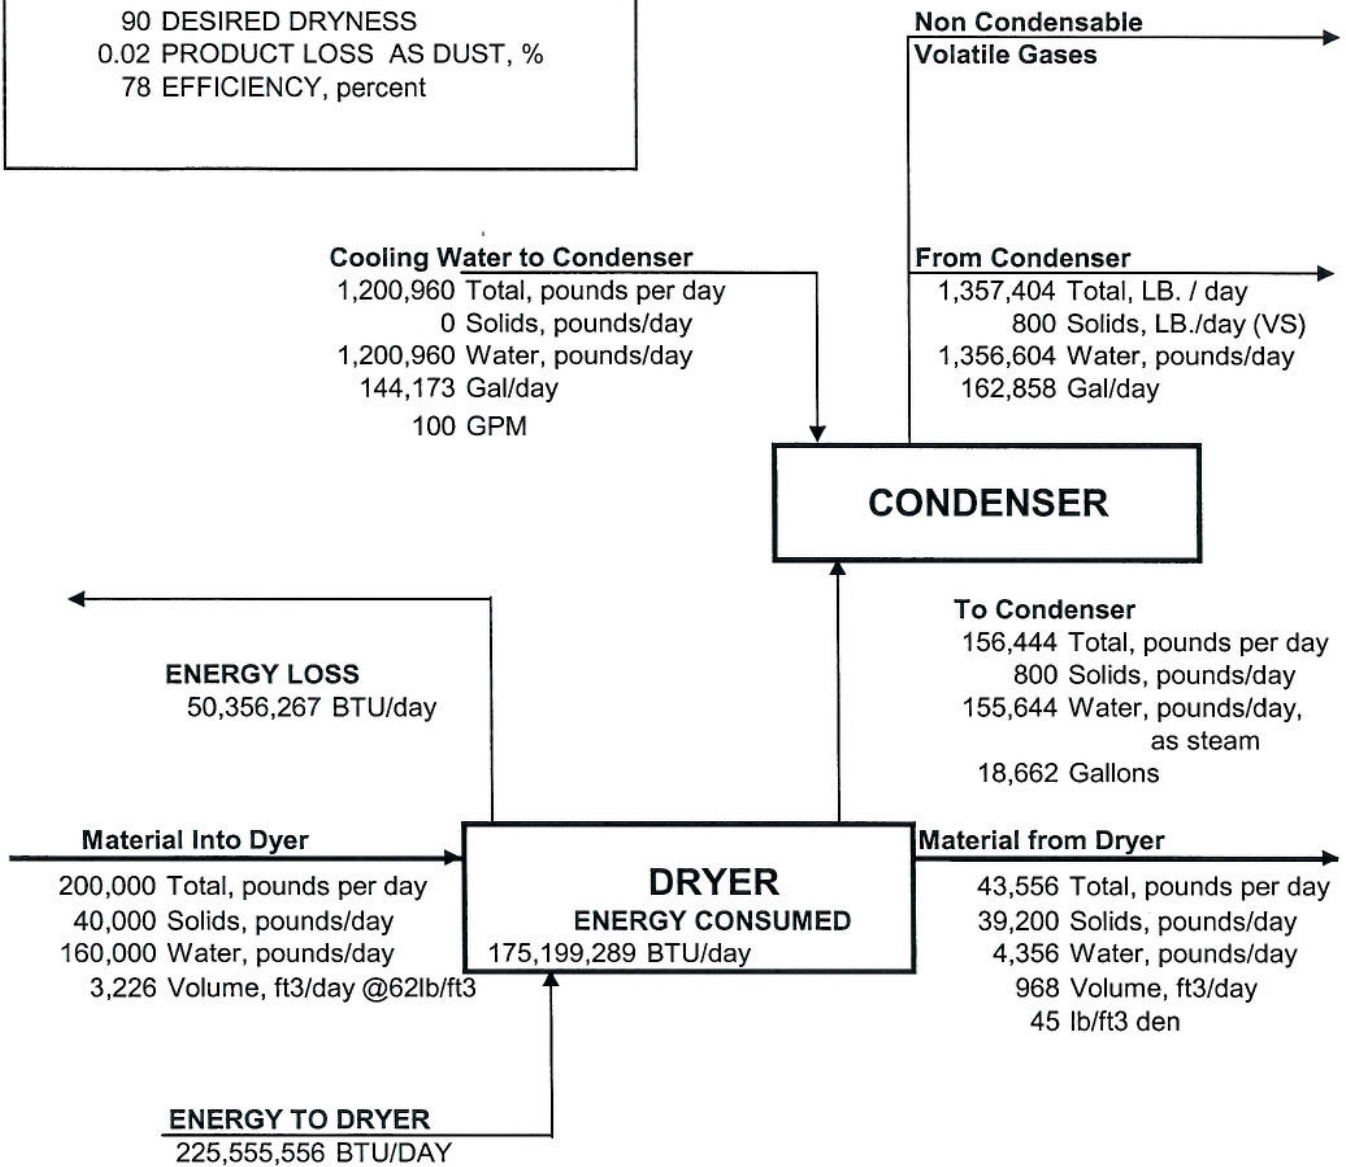 90 DESIRED DRYNESS
0.02 PRODUCT LOSS AS DUST, %
78 EFFICIENCY, percent
Non Condensable
Volatile Gases
Cooling Water to Condenser
1,200,960 Total, pounds per day
0 Solids, pounds/day
1,200,960 Water, pounds/day
144,173 Gal/day
100 GPM
From Condenser
1,357,404 Total, LB. / day
800 Solids, LB./day (VS)
1,356,604 Water, pounds/day
162,858 Gal/day
CONDENSER
To Condenser
156,444 Total, pounds per day
800 Solids, pounds/day
155,644 Water, pounds/day,
as steam
18,662 Gallons
ENERGY LOSS
50,356,267 BTU/day
Material Into Dyer
200,000 Total, pounds per day
40,000 Solids, pounds/day
160,000 Water, pounds/day
3,226 Volume, ft3/day @62lb/ft3
DRYER
ENERGY CONSUMED
175,199,289 BTU/day
Material from Dryer
43,556 Total, pounds per day
39,200 Solids, pounds/day
4,356 Water, pounds/day
968 Volume, ft3/day
45 lb/ft3 den
ENERGY TO DRYER
225,555,556 BTU/DAY